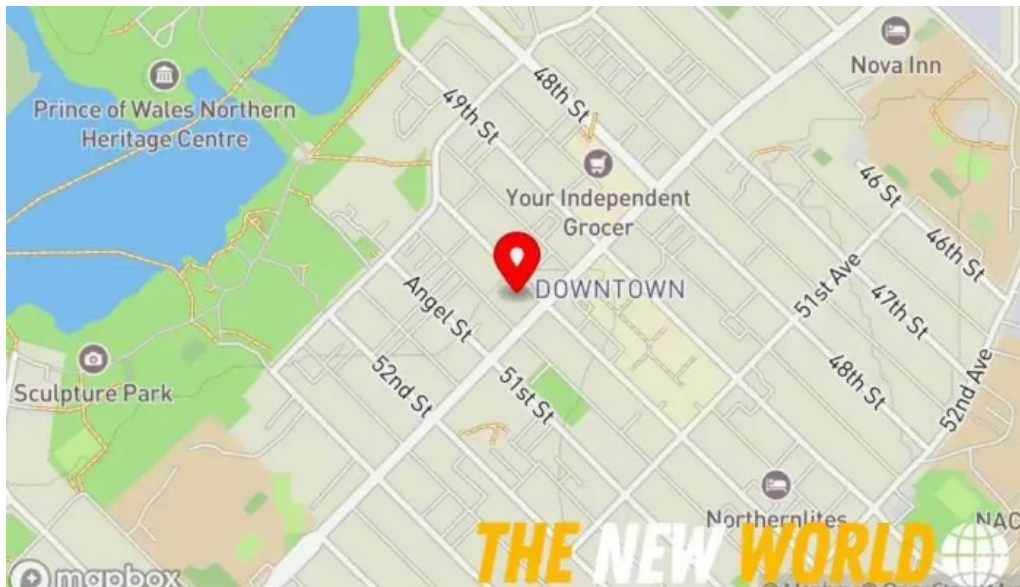 Nova Inn
48th St
49th St
Prince of Wales Northern
Heritage Centre
Your Independent
Grocer
46 St
46th St
DOWNTOWN
51st Ave
47th St
Angel St
52nd St
51st St
48th St
52nd Ave
Sculpture Park
Northernlites
NAC
THE NEW WORLD
mapbox